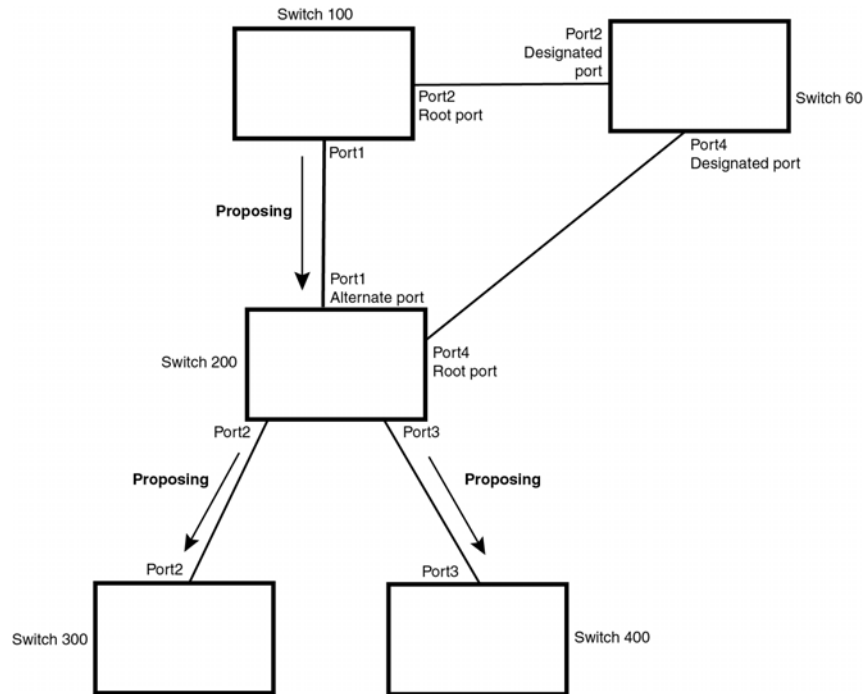 Switch 100
Port2
Designated
port
Port2
Root port
Switch 60
Port1
Port4
Designated port
Proposing
Port1
Alternate port
Switch 200
Port4
Root port
Port2
Port3
Proposing
Proposing
Port2
Port3
Switch 300
Switch 400